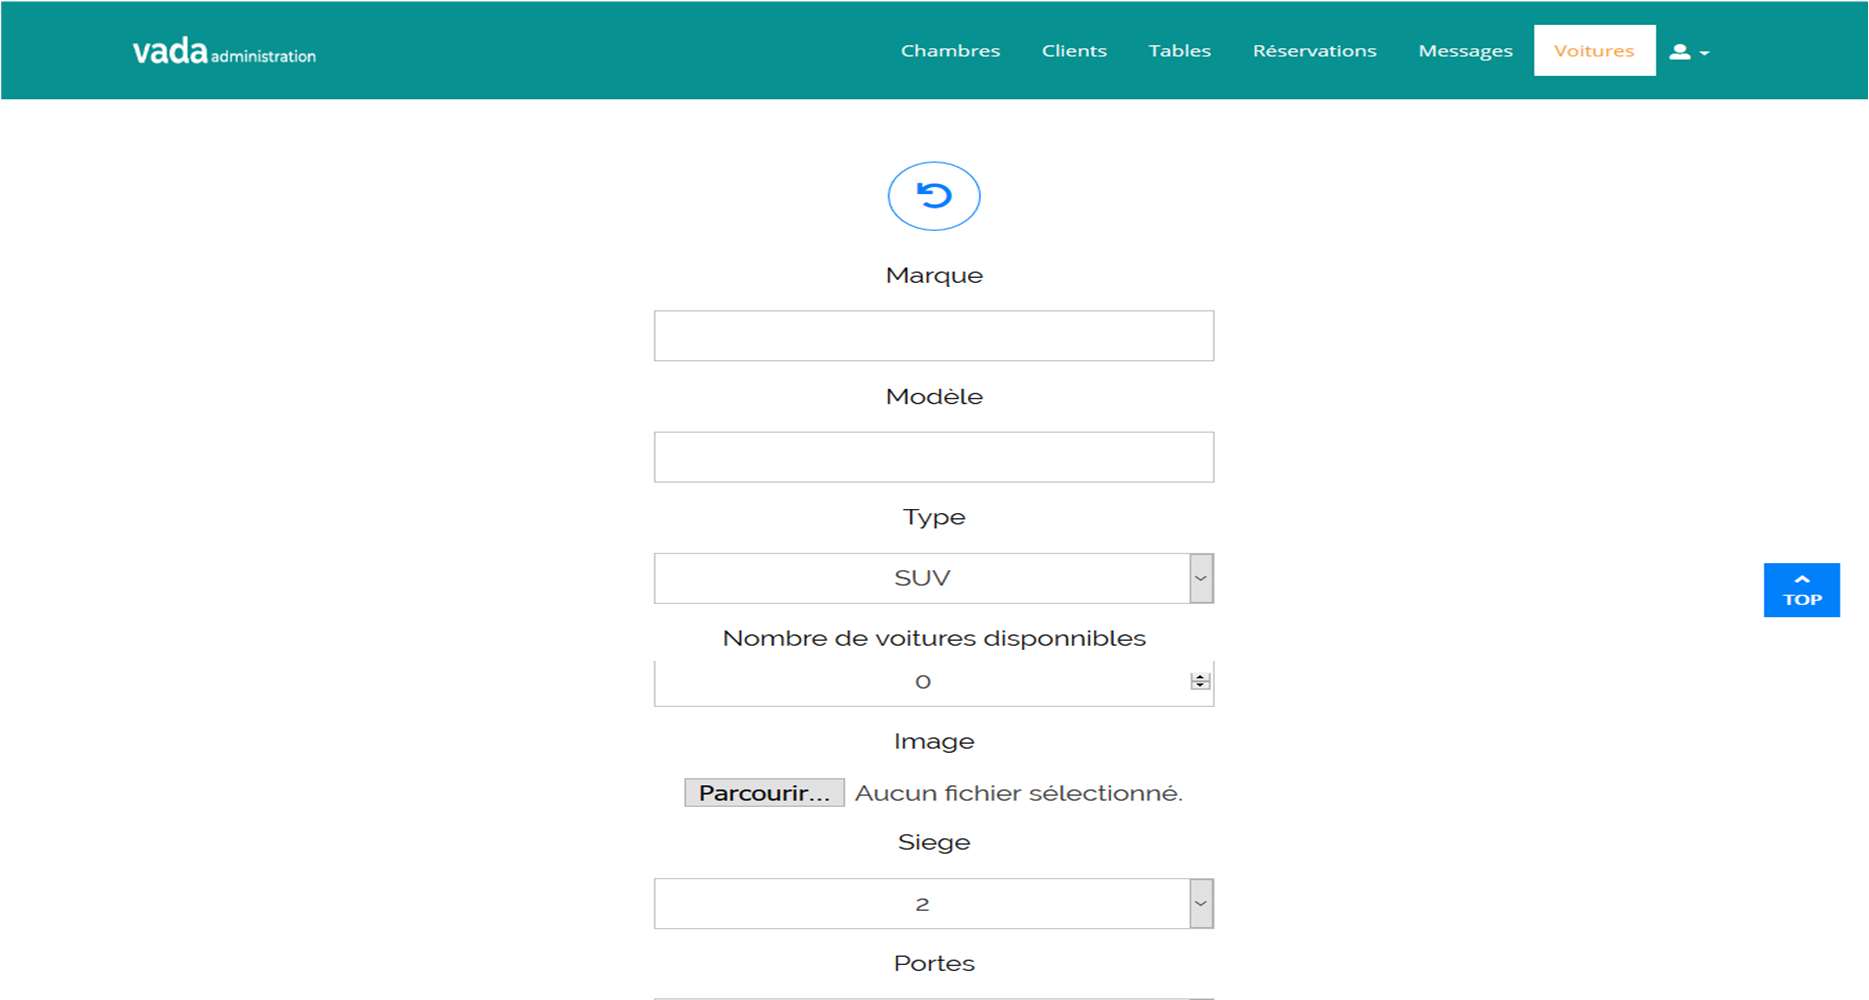 vada administration
Chambres Clients Tables Réservations Messages Voitures
Marque
Modèle
Type
SUV
TOP
Nombre de voitures disponnibles
0
Image
Parcourir... Aucun fichier sélectionné.
Siege
2
Portes